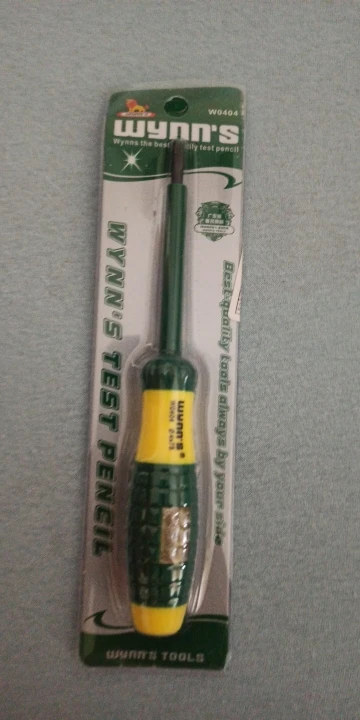 W0404
WYNN'S
Wynns the best quality test pencil
WYNN'S TEST PENCIL
Best-quality tools always by your side
WYNN'S
WYNN'S TOOLS